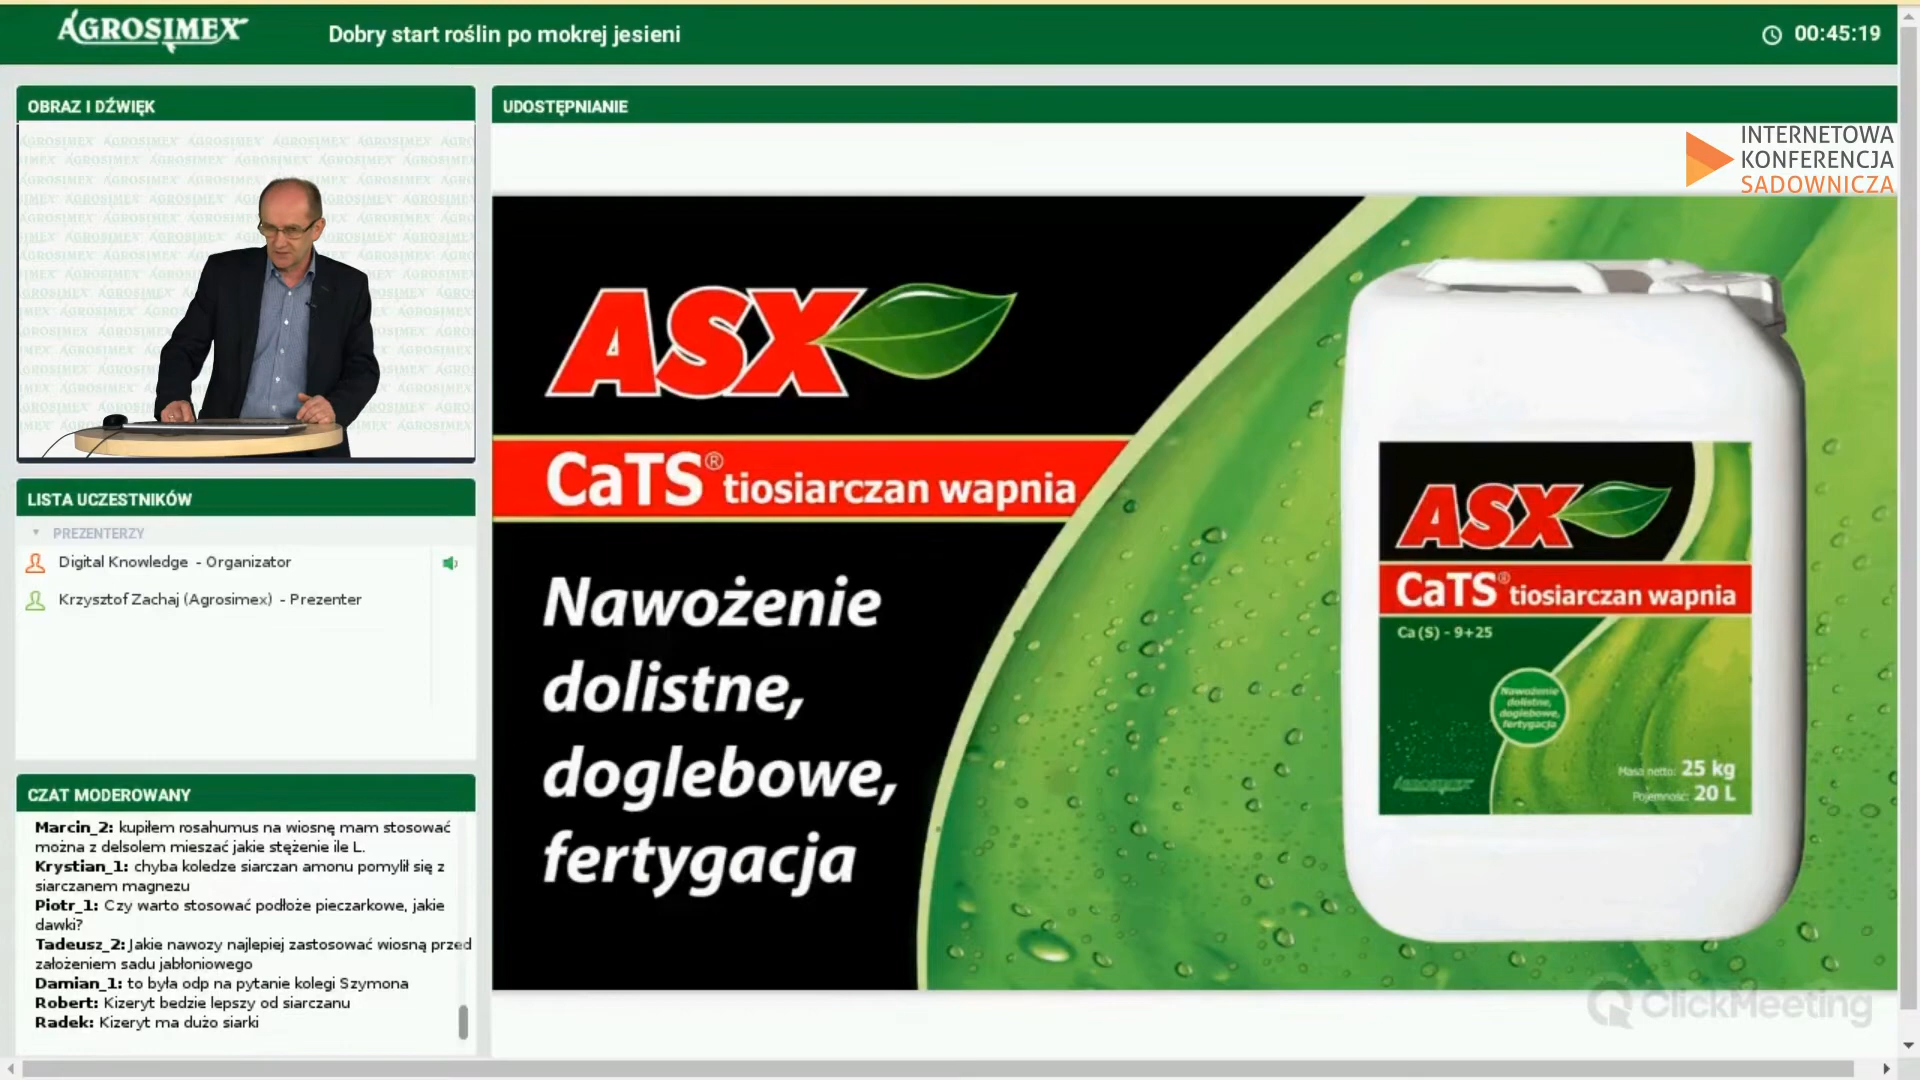 AGROSIMEX
Dobry start roślin po mokrej jesieni
00:45:19
OBRAZ I DŹWIĘK
UDOSTĘPNIANIE
INTERNETOWA
KONFERENCJA
SADOWNICZA
LISTA UCZESTNIKÓW
PREZENTERZY
Digital Knowledge - Organizator
Krzysztof Zachaj (Agrosimex) - Prezenter
CZAT MODEROWANY
Marcin_2: kupiłem rosahumus na wiosnę mam stosować
można z delsolem mieszać jakie stężenie ile L.
Krystian_1: chyba koledze siarczan amonu pomylił się z
siarczanem magnezu
Piotr_1: Czy warto stosować podłoże pieczarkowe, jakie
dawki?
Tadeusz_2: Jakie nawozy najlepiej zastosować wiosną przed
założeniem sadu jabłoniowego
Damian_1: to była odp na pytanie kolegi Szymona
Robert: Kizeryt bedzie lepszy od siarczanu
Radek: Kizeryt ma dużo siarki
ASX
CaTS® tiosiarczan wapnia
Nawożenie
dolistne,
doglebowe,
fertygacja
ASX
CaTS® tiosiarczan wapnia
Ca (S) - 9+25
Nawożenie
dolistne,
doglebowe,
fertygacja
AGROSIMEX
Masa netto: 25 kg
Pojemność: 20 L
ClickMeeting